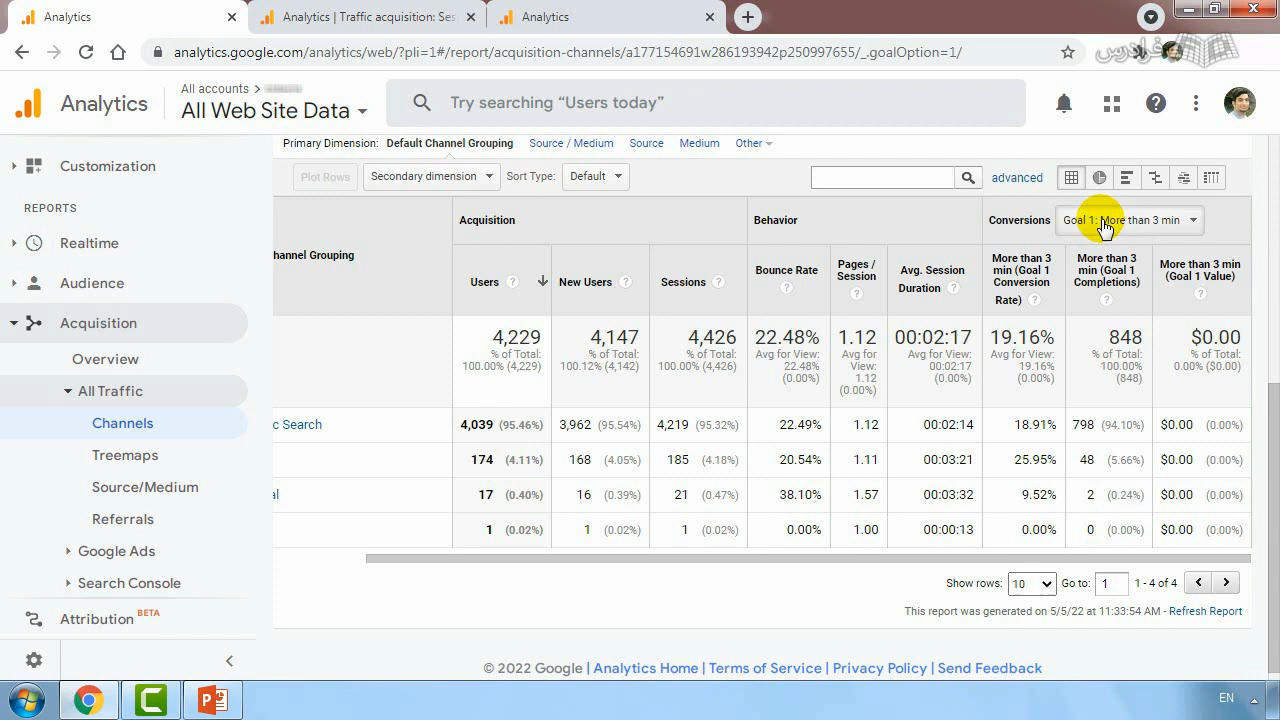 Analytics
Analytics | Traffic acquisition: Ses
Analytics
analytics.google.com/analytics/web/?pli=1#/report/acquisition-channels/a177154691w286193942p250997655/_.goalOption=1/
فرادرس
Analytics
All accounts >
All Web Site Data
Try searching “Users today”
Customization
REPORTS
Realtime
Audience
Acquisition
Overview
All Traffic
Channels
Treemaps
Source/Medium
Referrals
Google Ads
Search Console
Attribution BETA
Primary Dimension: Default Channel Grouping Source / Medium Source Medium Other
Plot Rows Secondary dimension Sort Type: Default advanced
Acquisition Behavior Conversions Goal 1: More than 3 min
hannel Grouping
Users ? New Users ? Sessions ? Bounce Rate ? Pages / Session ? Avg. Session Duration ? More than 3 min (Goal 1 Conversion Rate) ? More than 3 min (Goal 1 Completions) ? More than 3 min (Goal 1 Value) ?
4,229 4,147 4,426 22.48% 1.12 00:02:17 19.16% 848 $0.00
% of Total: 100.00% (4,229) % of Total: 100.12% (4,142) % of Total: 100.00% (4,426) Avg for View: 22.48% (0.00%) Avg for View: 1.12 (0.00%) Avg for View: 00:02:17 (0.00%) Avg for View: 19.16% (0.00%) % of Total: 100.00% (848) % of Total: 0.00% ($0.00)
c Search 4,039 (95.46%) 3,962 (95.54%) 4,219 (95.32%) 22.49% 1.12 00:02:14 18.91% 798 (94.10%) $0.00 (0.00%)
174 (4.11%) 168 (4.05%) 185 (4.18%) 20.54% 1.11 00:03:21 25.95% 48 (5.66%) $0.00 (0.00%)
al 17 (0.40%) 16 (0.39%) 21 (0.47%) 38.10% 1.57 00:03:32 9.52% 2 (0.24%) $0.00 (0.00%)
1 (0.02%) 1 (0.02%) 1 (0.02%) 0.00% 1.00 00:00:13 0.00% 0 (0.00%) $0.00 (0.00%)
Show rows: 10 Go to: 1 1 - 4 of 4
This report was generated on 5/5/22 at 11:33:54 AM - Refresh Report
© 2022 Google | Analytics Home | Terms of Service | Privacy Policy | Send Feedback
EN